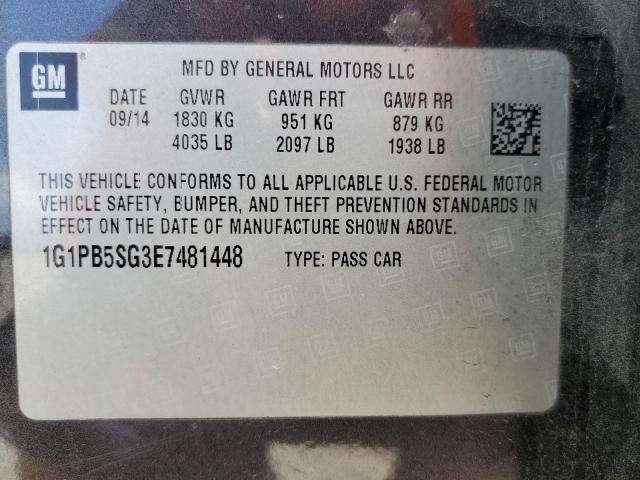 GM
MFD BY GENERAL MOTORS LLC
DATE GVWR GAWR FRT GAWR RR
09/14 1830 KG 951 KG 879 KG
4035 LB 2097 LB 1938 LB
THIS VEHICLE CONFORMS TO ALL APPLICABLE U.S. FEDERAL MOTOR
VEHICLE SAFETY, BUMPER, AND THEFT PREVENTION STANDARDS IN
EFFECT ON THE DATE OF MANUFACTURE SHOWN ABOVE.
1G1PB5SG3E7481448 TYPE: PASS CAR